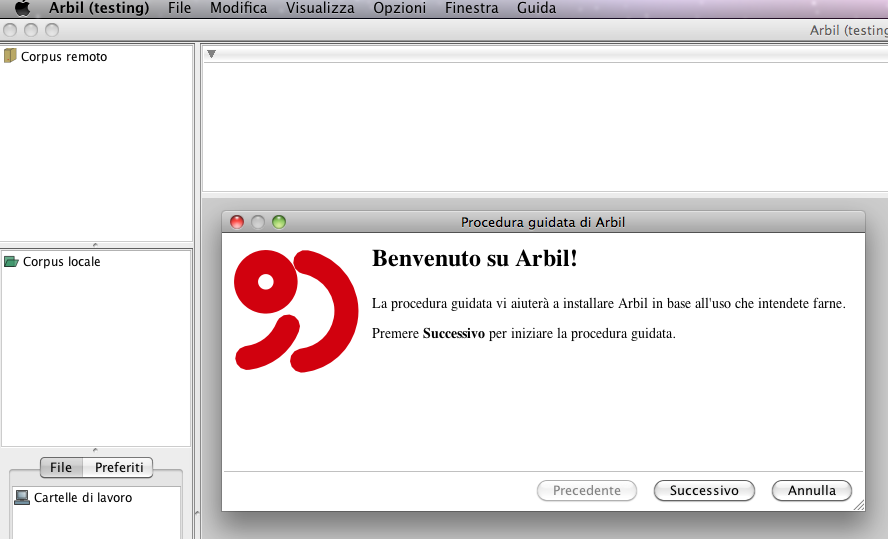 Arbil (testing) File Modifica Visualizza Opzioni Finestra Guida
Arbil (testing
Corpus remoto
Procedura guidata di Arbil
Benvenuto su Arbil!
Corpus locale
La procedura guidata vi aiuterà a installare Arbil in base all'uso che intendete farne.
Premere Successivo per iniziare la procedura guidata.
File Preferiti
Cartelle di lavoro
Precedente Successivo Annulla